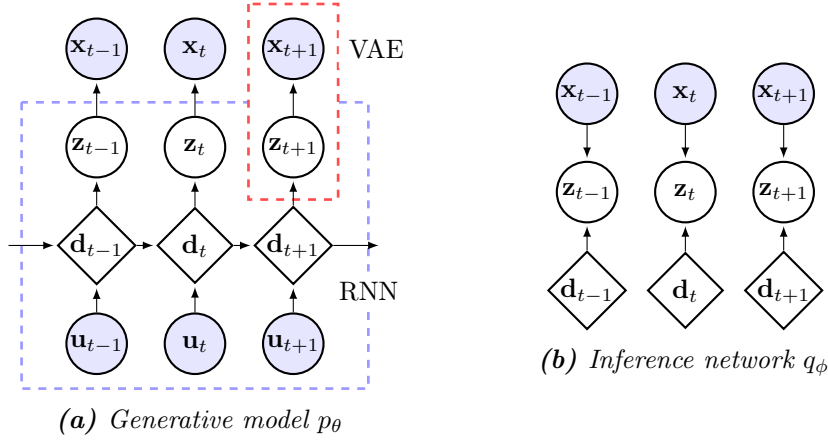 x_{t−1} x_t x_{t+1} VAE
z_{t−1} z_t z_{t+1}
d_{t−1} d_t d_{t+1}
RNN
u_{t−1} u_t u_{t+1}
(a) Generative model p_θ
x_{t−1} x_t x_{t+1}
z_{t−1} z_t z_{t+1}
d_{t−1} d_t d_{t+1}
(b) Inference network q_ϕ